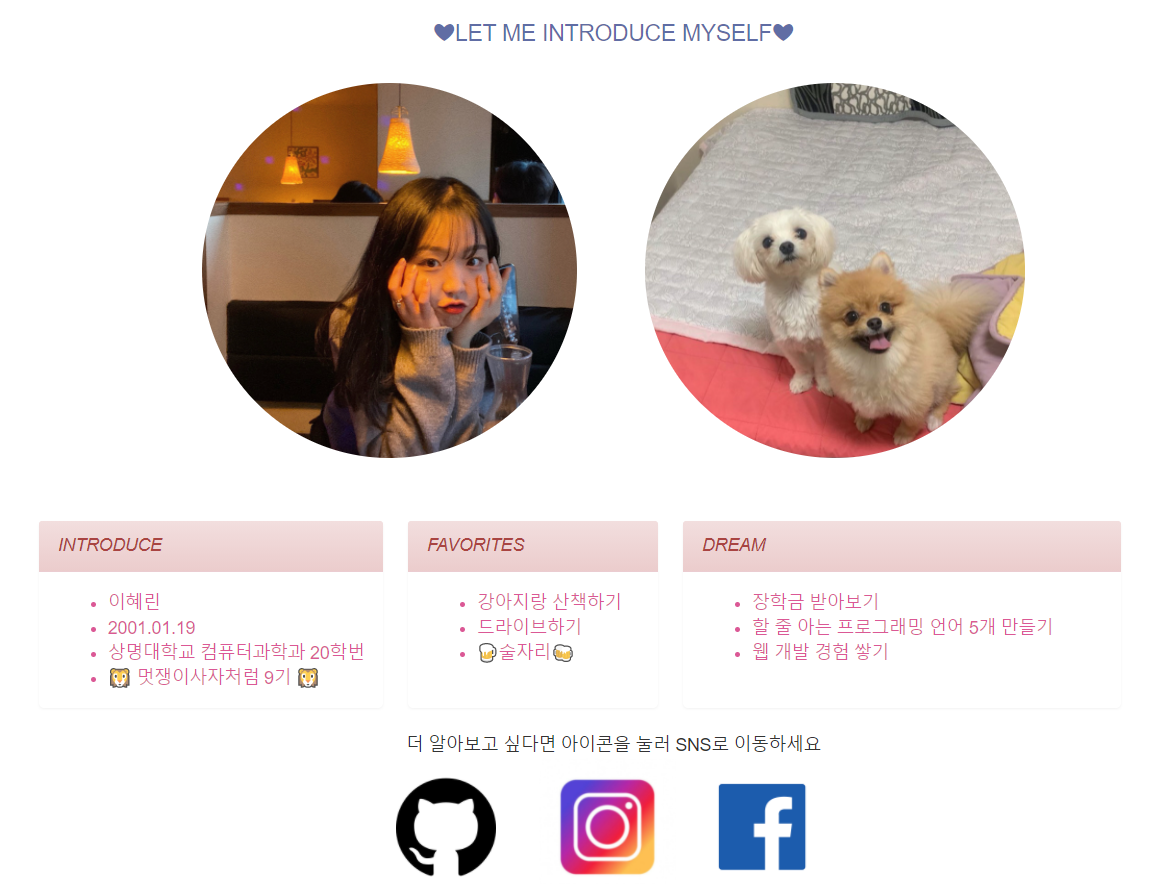 💙LET ME INTRODUCE MYSELF💙
INTRODUCE
이혜린
2001.01.19
상명대학교 컴퓨터과학과 20학번
🦁 멋쟁이사자처럼 9기 🦁
FAVORITES
강아지랑 산책하기
드라이브하기
🍺술자리🍻
DREAM
장학금 받아보기
할 줄 아는 프로그래밍 언어 5개 만들기
웹 개발 경험 쌓기
더 알아보고 싶다면 아이콘을 눌러 SNS로 이동하세요